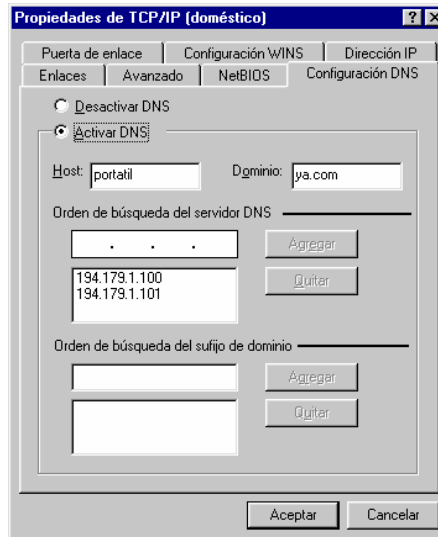 Propiedades de TCP/IP (doméstico)
Puerta de enlace Configuración WINS Dirección IP
Enlaces Avanzado NetBIOS Configuración DNS
Desactivar DNS
Activar DNS
Host: portatil Dominio: ya.com
Orden de búsqueda del servidor DNS
. . . Agregar
194.179.1.100 Quitar
194.179.1.101
Orden de búsqueda del sufijo de dominio
Agregar
Quitar
Aceptar Cancelar